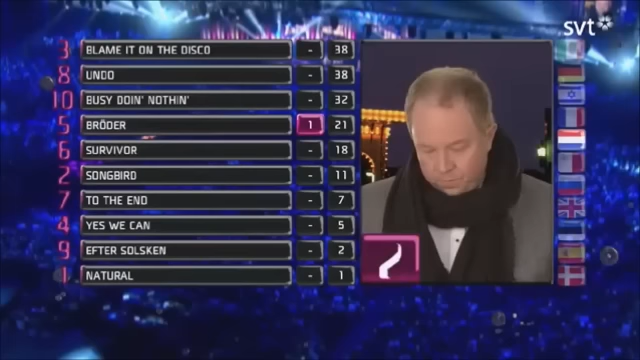 svt
3 BLAME IT ON THE DISCO - 38
8 UNDO - 38
10 BUSY DOIN' NOTHIN' - 32
5 BRÖDER 1 21
6 SURVIVOR - 18
2 SONGBIRD - 11
7 TO THE END - 7
4 YES WE CAN - 5
9 EFTER SOLSKEN - 2
1 NATURAL - 1